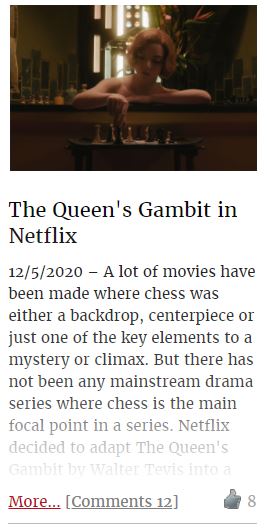 The Queen's Gambit in
Netflix
12/5/2020 – A lot of movies have
been made where chess was
either a backdrop, centerpiece or
just one of the key elements to a
mystery or climax. But there has
not been any mainstream drama
series where chess is the main
focal point in a series. Netflix
decided to adapt The Queen's
Gambit by Walter Tevis into a
More... [Comments 12] 8